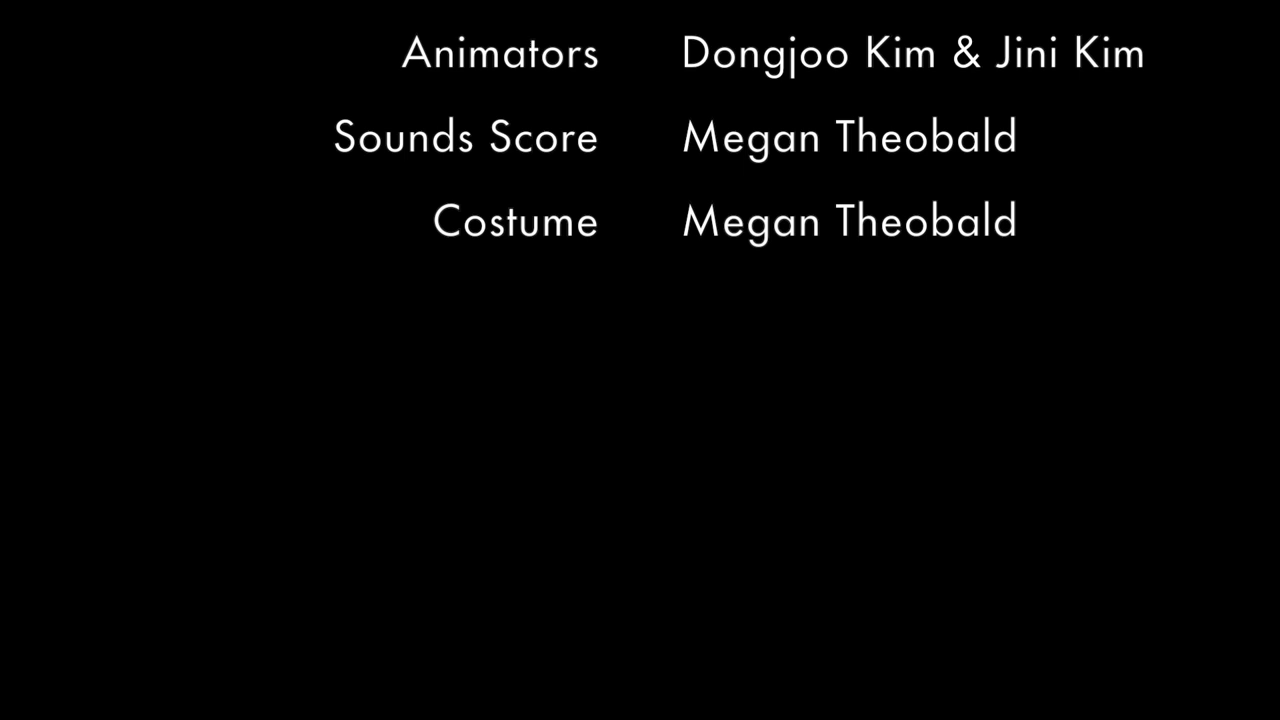 Animators Dongjoo Kim & Jini Kim
Sounds Score Megan Theobald
Costume Megan Theobald